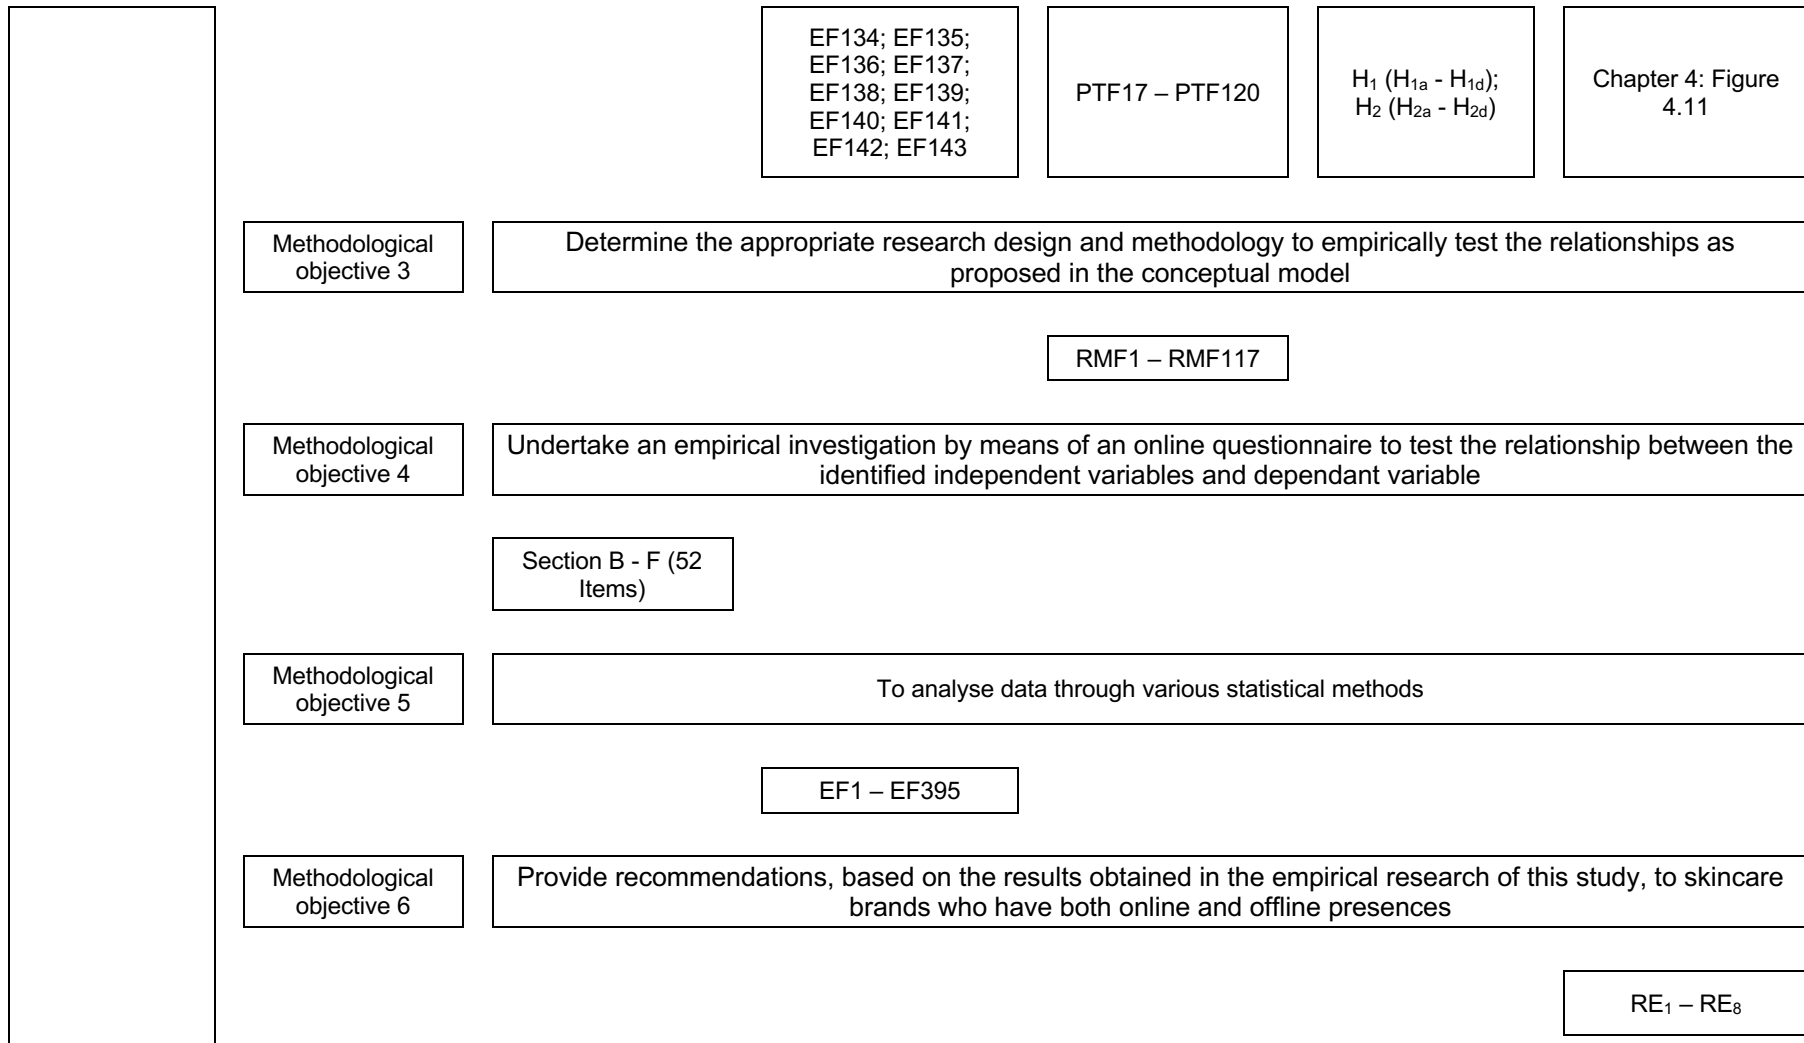 EF134; EF135;
EF136; EF137;
EF138; EF139;
EF140; EF141;
EF142; EF143
PTF17 – PTF120
H₁ (H₁ₐ - H₁d);
H₂ (H₂ₐ - H₂d)
Chapter 4: Figure
4.11
Methodological
objective 3
Determine the appropriate research design and methodology to empirically test the relationships as
proposed in the conceptual model
RMF1 – RMF117
Methodological
objective 4
Undertake an empirical investigation by means of an online questionnaire to test the relationship between the
identified independent variables and dependant variable
Section B - F (52
Items)
Methodological
objective 5
To analyse data through various statistical methods
EF1 – EF395
Methodological
objective 6
Provide recommendations, based on the results obtained in the empirical research of this study, to skincare
brands who have both online and offline presences
RE₁ – RE₈